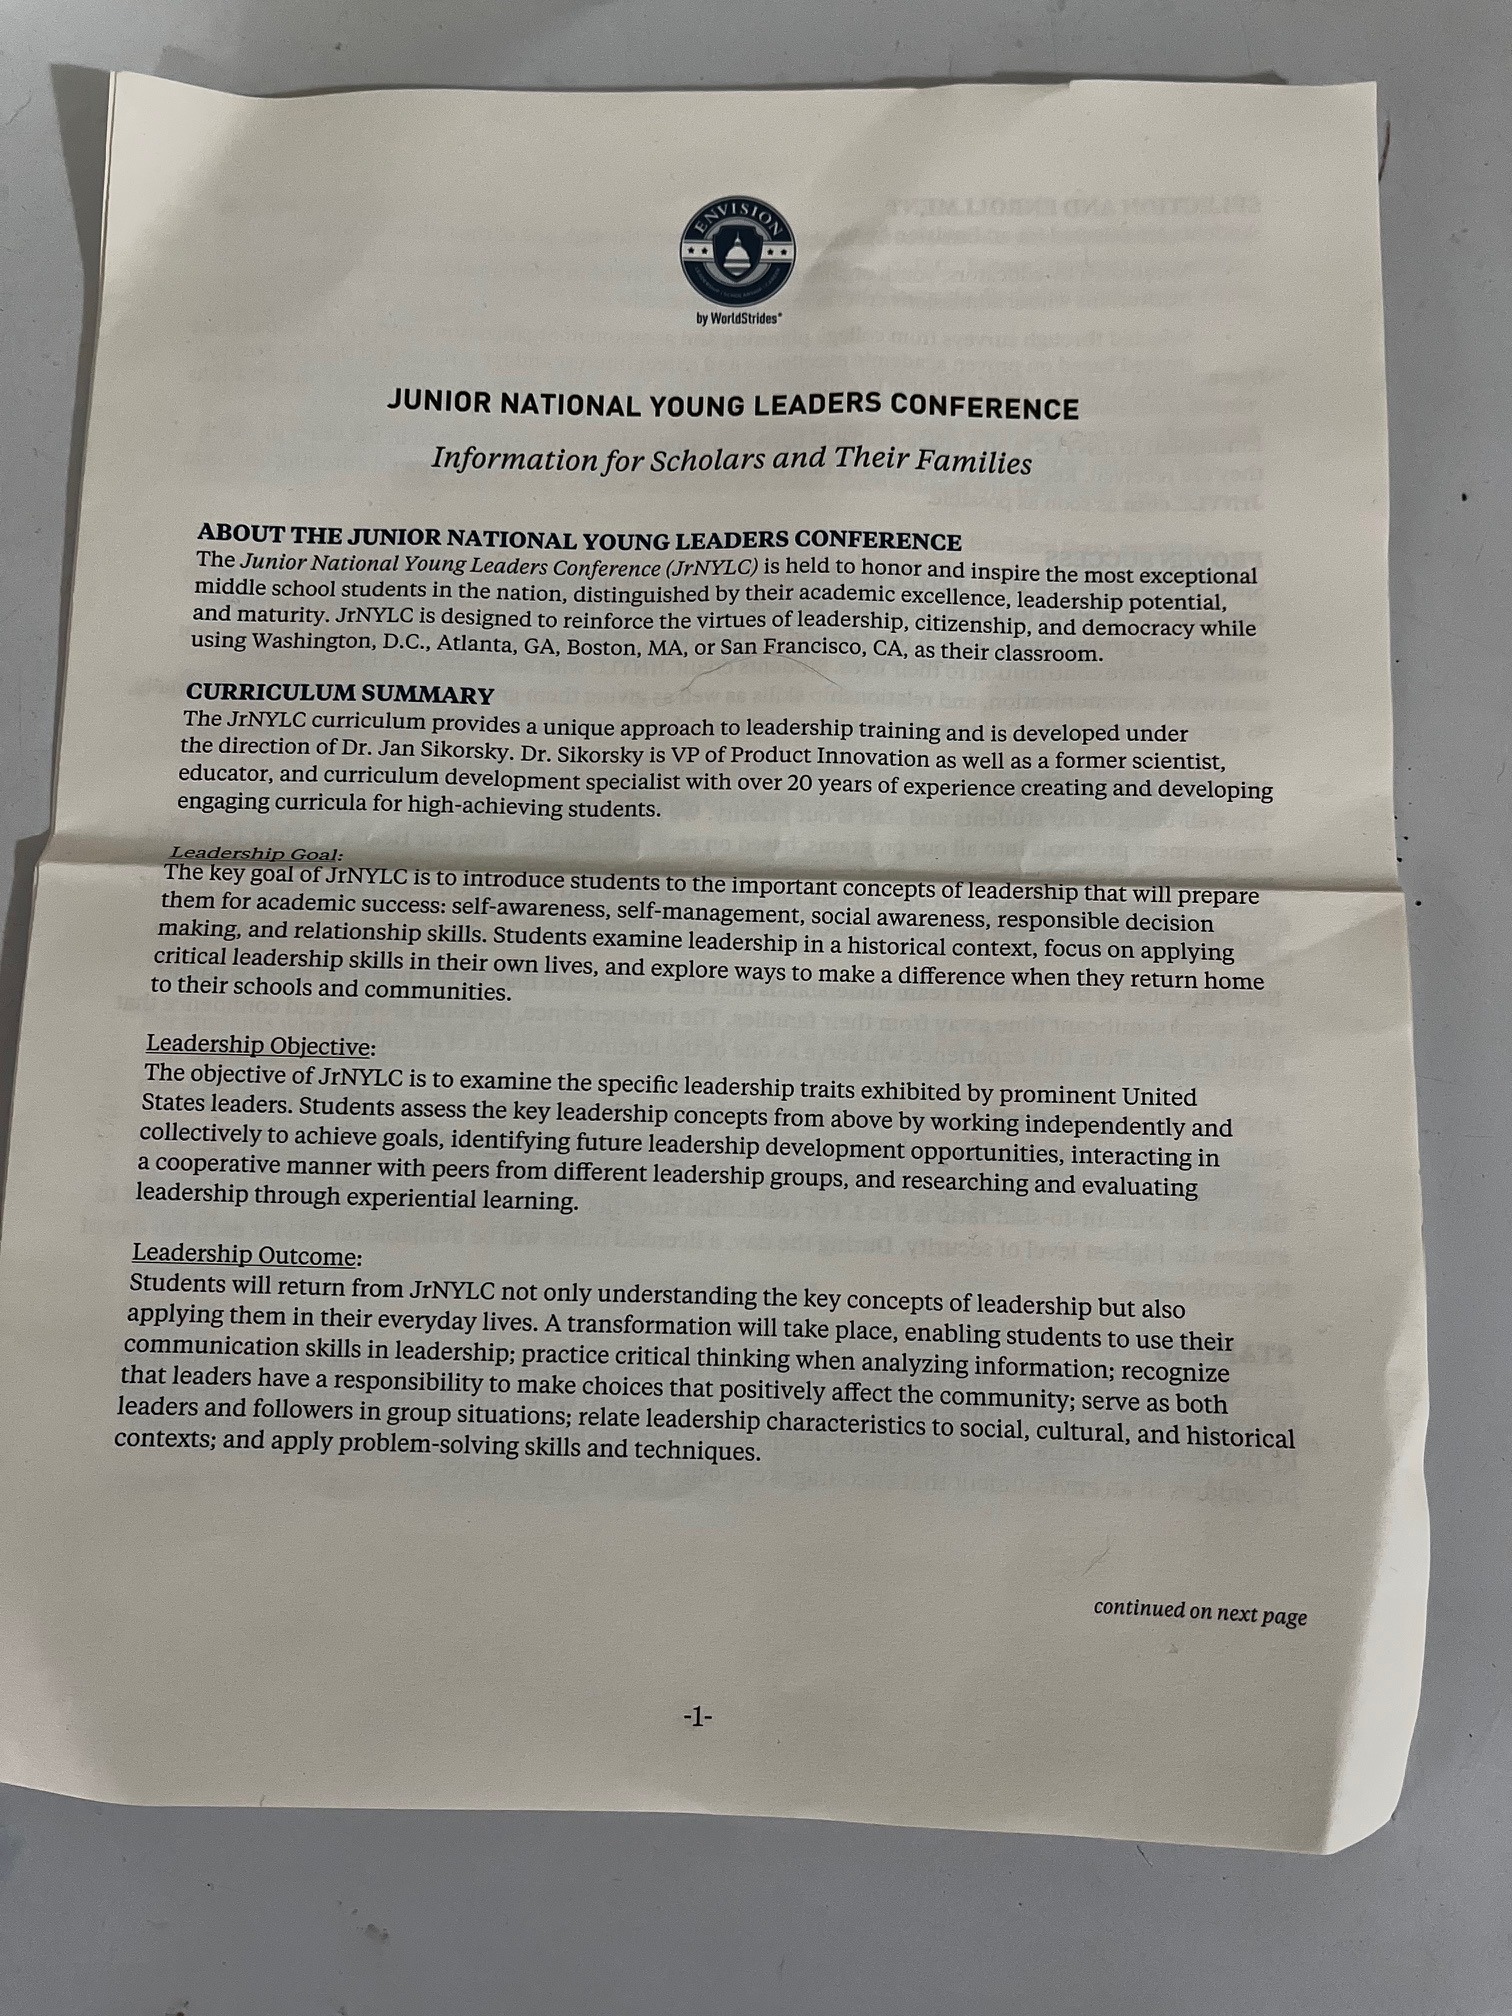 ENVISION
by WorldStrides®
JUNIOR NATIONAL YOUNG LEADERS CONFERENCE
Information for Scholars and Their Families
ABOUT THE JUNIOR NATIONAL YOUNG LEADERS CONFERENCE
The Junior National Young Leaders Conference (JrNYLC) is held to honor and inspire the most exceptional
middle school students in the nation, distinguished by their academic excellence, leadership potential,
and maturity. JrNYLC is designed to reinforce the virtues of leadership, citizenship, and democracy while
using Washington, D.C., Atlanta, GA, Boston, MA, or San Francisco, CA, as their classroom.
CURRICULUM SUMMARY
The JrNYLC curriculum provides a unique approach to leadership training and is developed under
the direction of Dr. Jan Sikorsky. Dr. Sikorsky is VP of Product Innovation as well as a former scientist,
educator, and curriculum development specialist with over 20 years of experience creating and developing
engaging curricula for high-achieving students.
Leadership Goal:
The key goal of JrNYLC is to introduce students to the important concepts of leadership that will prepare
them for academic success: self-awareness, self-management, social awareness, responsible decision
making, and relationship skills. Students examine leadership in a historical context, focus on applying
critical leadership skills in their own lives, and explore ways to make a difference when they return home
to their schools and communities.
Leadership Objective:
The objective of JrNYLC is to examine the specific leadership traits exhibited by prominent United
States leaders. Students assess the key leadership concepts from above by working independently and
collectively to achieve goals, identifying future leadership development opportunities, interacting in
a cooperative manner with peers from different leadership groups, and researching and evaluating
leadership through experiential learning.
Leadership Outcome:
Students will return from JrNYLC not only understanding the key concepts of leadership but also
applying them in their everyday lives. A transformation will take place, enabling students to use their
communication skills in leadership; practice critical thinking when analyzing information; recognize
that leaders have a responsibility to make choices that positively affect the community; serve as both
leaders and followers in group situations; relate leadership characteristics to social, cultural, and historical
contexts; and apply problem-solving skills and techniques.
continued on next page
-1-